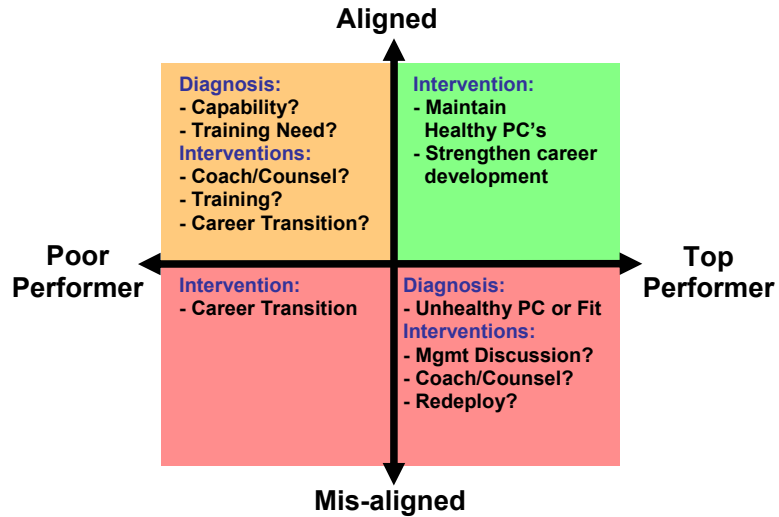 Aligned
Diagnosis:
- Capability?
- Training Need?
Interventions:
- Coach/Counsel?
- Training?
- Career Transition?
Intervention:
- Maintain
Healthy PC's
- Strengthen career
development
Poor
Performer
Top
Performer
Intervention:
- Career Transition
Diagnosis:
- Unhealthy PC or Fit
Interventions:
- Mgmt Discussion?
- Coach/Counsel?
- Redeploy?
Mis-aligned